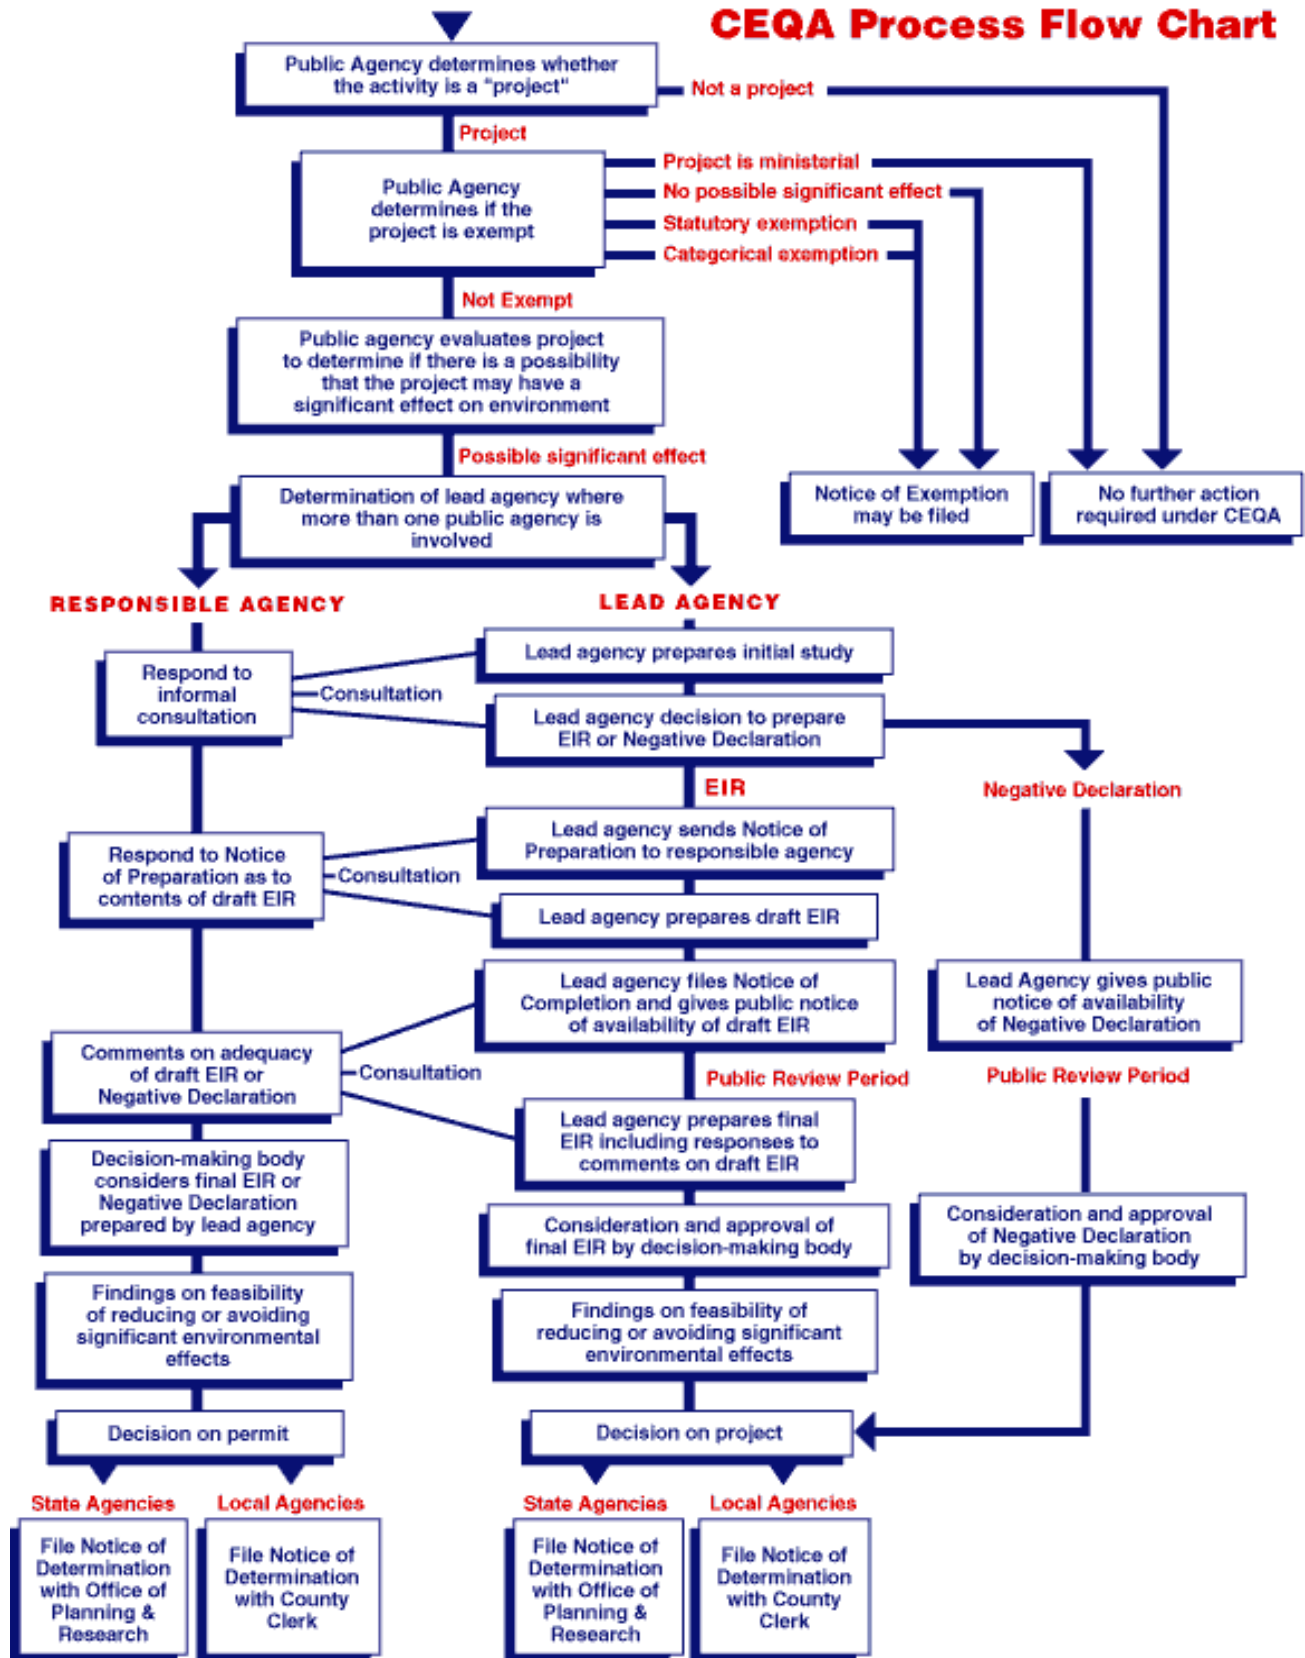 CEQA Process Flow Chart
Public Agency determines whether
the activity is a "project"
Not a project
Project
Public Agency
determines if the
project is exempt
Project is ministerial
No possible significant effect
Statutory exemption
Categorical exemption
Not Exempt
Public agency evaluates project
to determine if there is a possibility
that the project may have a
significant effect on environment
Possible significant effect
Notice of Exemption
may be filed
No further action
required under CEQA
Determination of lead agency where
more than one public agency is
involved
RESPONSIBLE AGENCY
LEAD AGENCY
Respond to
informal
consultation
Consultation
Lead agency prepares initial study
Lead agency decision to prepare
EIR or Negative Declaration
EIR
Negative Declaration
Respond to Notice
of Preparation as to
contents of draft EIR
Consultation
Lead agency sends Notice of
Preparation to responsible agency
Lead agency prepares draft EIR
Lead agency files Notice of
Completion and gives public notice
of availability of draft EIR
Lead Agency gives public
notice of availability
of Negative Declaration
Comments on adequacy
of draft EIR or
Negative Declaration
Consultation
Public Review Period
Public Review Period
Lead agency prepares final
EIR including responses to
comments on draft EIR
Decision-making body
considers final EIR or
Negative Declaration
prepared by lead agency
Consideration and approval of
final EIR by decision-making body
Consideration and approval
of Negative Declaration
by decision-making body
Findings on feasibility
of reducing or avoiding
significant environmental
effects
Findings on feasibility of
reducing or avoiding significant
environmental effects
Decision on permit
Decision on project
State Agencies
Local Agencies
State Agencies
Local Agencies
File Notice of
Determination
with Office of
Planning &
Research
File Notice of
Determination
with County
Clerk
File Notice of
Determination
with Office of
Planning &
Research
File Notice of
Determination
with County
Clerk